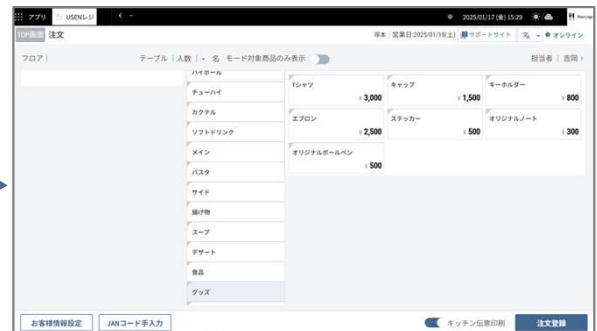 アプリ USENレジ 2025/01/17 (金) 15:29
TOP画面 注文 塚本 営業日:2025/01/18(土) サポートサイト オンライン
フロア | テーブル | 人数 | - 名 モード対象商品のみ表示 担当者 | 吉岡 >
ハイボール
チューハイ
カクテル
ソフトドリンク
メイン
パスタ
サイド
揚げ物
スープ
デザート
食品
グッズ
Tシャツ
¥ 3,000
キャップ
¥ 1,500
キーホルダー
¥ 800
エプロン
¥ 2,500
ステッカー
¥ 500
オリジナルノート
¥ 300
オリジナルボールペン
¥ 500
お客様情報設定 JANコード手入力 キッチン伝票印刷 注文登録